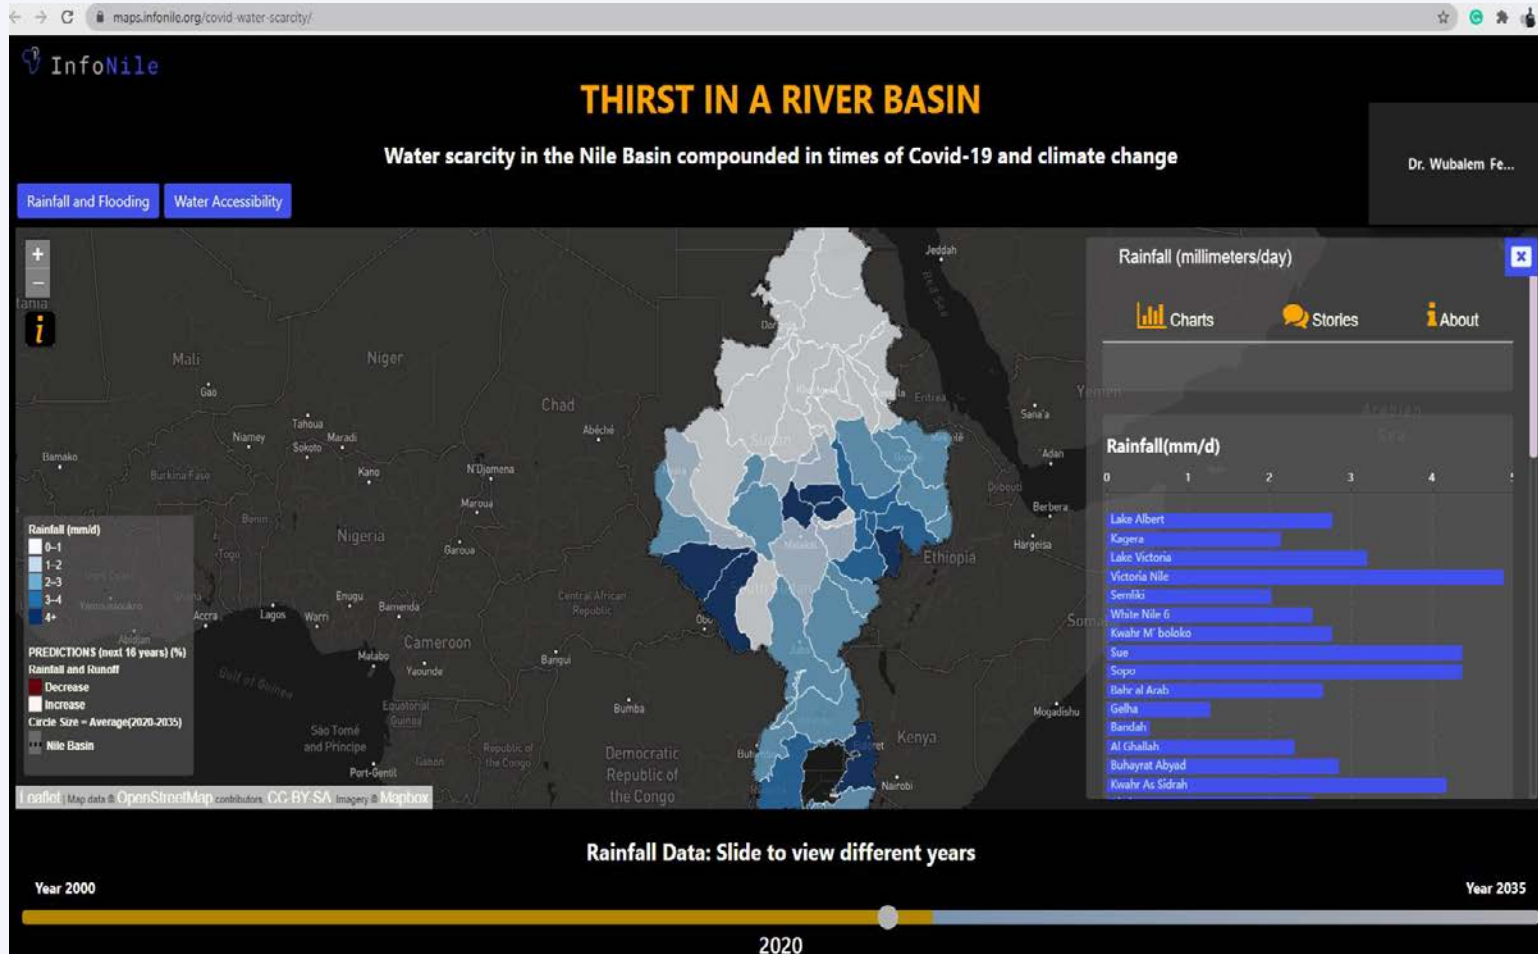 maps.infonile.org/covid-water-scarcity/
InfoNile
THIRST IN A RIVER BASIN
Water scarcity in the Nile Basin compounded in times of Covid-19 and climate change
Dr. Wubalem Fe...
Rainfall and Flooding
Water Accessibility
+
−
i
Rainfall (millimeters/day)
x
Charts
Stories
About
Rainfall(mm/d)
0 1 2 3 4
Lake Albert
Kagera
Lake Victoria
Victoria Nile
Semliki
White Nile 6
Kwahr M' boloko
Sue
Sopo
Bahr al Arab
Gelha
Bandah
Al Ghallah
Buhayrat Abyad
Kwahr As Sidrah
Jeddah
Red Sea
Mali
Niger
Gao
Chad
Eritrea
Yemen
Sana'a
Tahoua
Niamey
Maradi
Sokoto
Abéché
Sudan
Bamako
Burkina Faso
Kano
N'Djamena
'Adan
Djibouti
Maroua
Berbera
Benin
Nigeria
Garoua
Malakal
Ethiopia
Hargeisa
Togo
Enugu
Bamenda
Central African
Republic
Accra
Lagos
Warri
Abidjan
Cameroon
Malabo
Yaounde
Bangui
Juba
Gulf of Guinea
Equatorial
Guinea
Bumba
Mogadishu
São Tomé
and Príncipe
Gabon
Republic of
the Congo
Democratic
Republic of
the Congo
Kenya
Port-Gentil
Nairobi
Rainfall (mm/d)
0–1
1–2
2–3
3–4
4+
PREDICTIONS (next 16 years) (%)
Rainfall and Runoff
Decrease
Increase
Circle Size = Average(2020-2035)
Nile Basin
Leaflet | Map data © OpenStreetMap contributors, CC-BY-SA, Imagery © Mapbox
Rainfall Data: Slide to view different years
Year 2000
Year 2035
2020